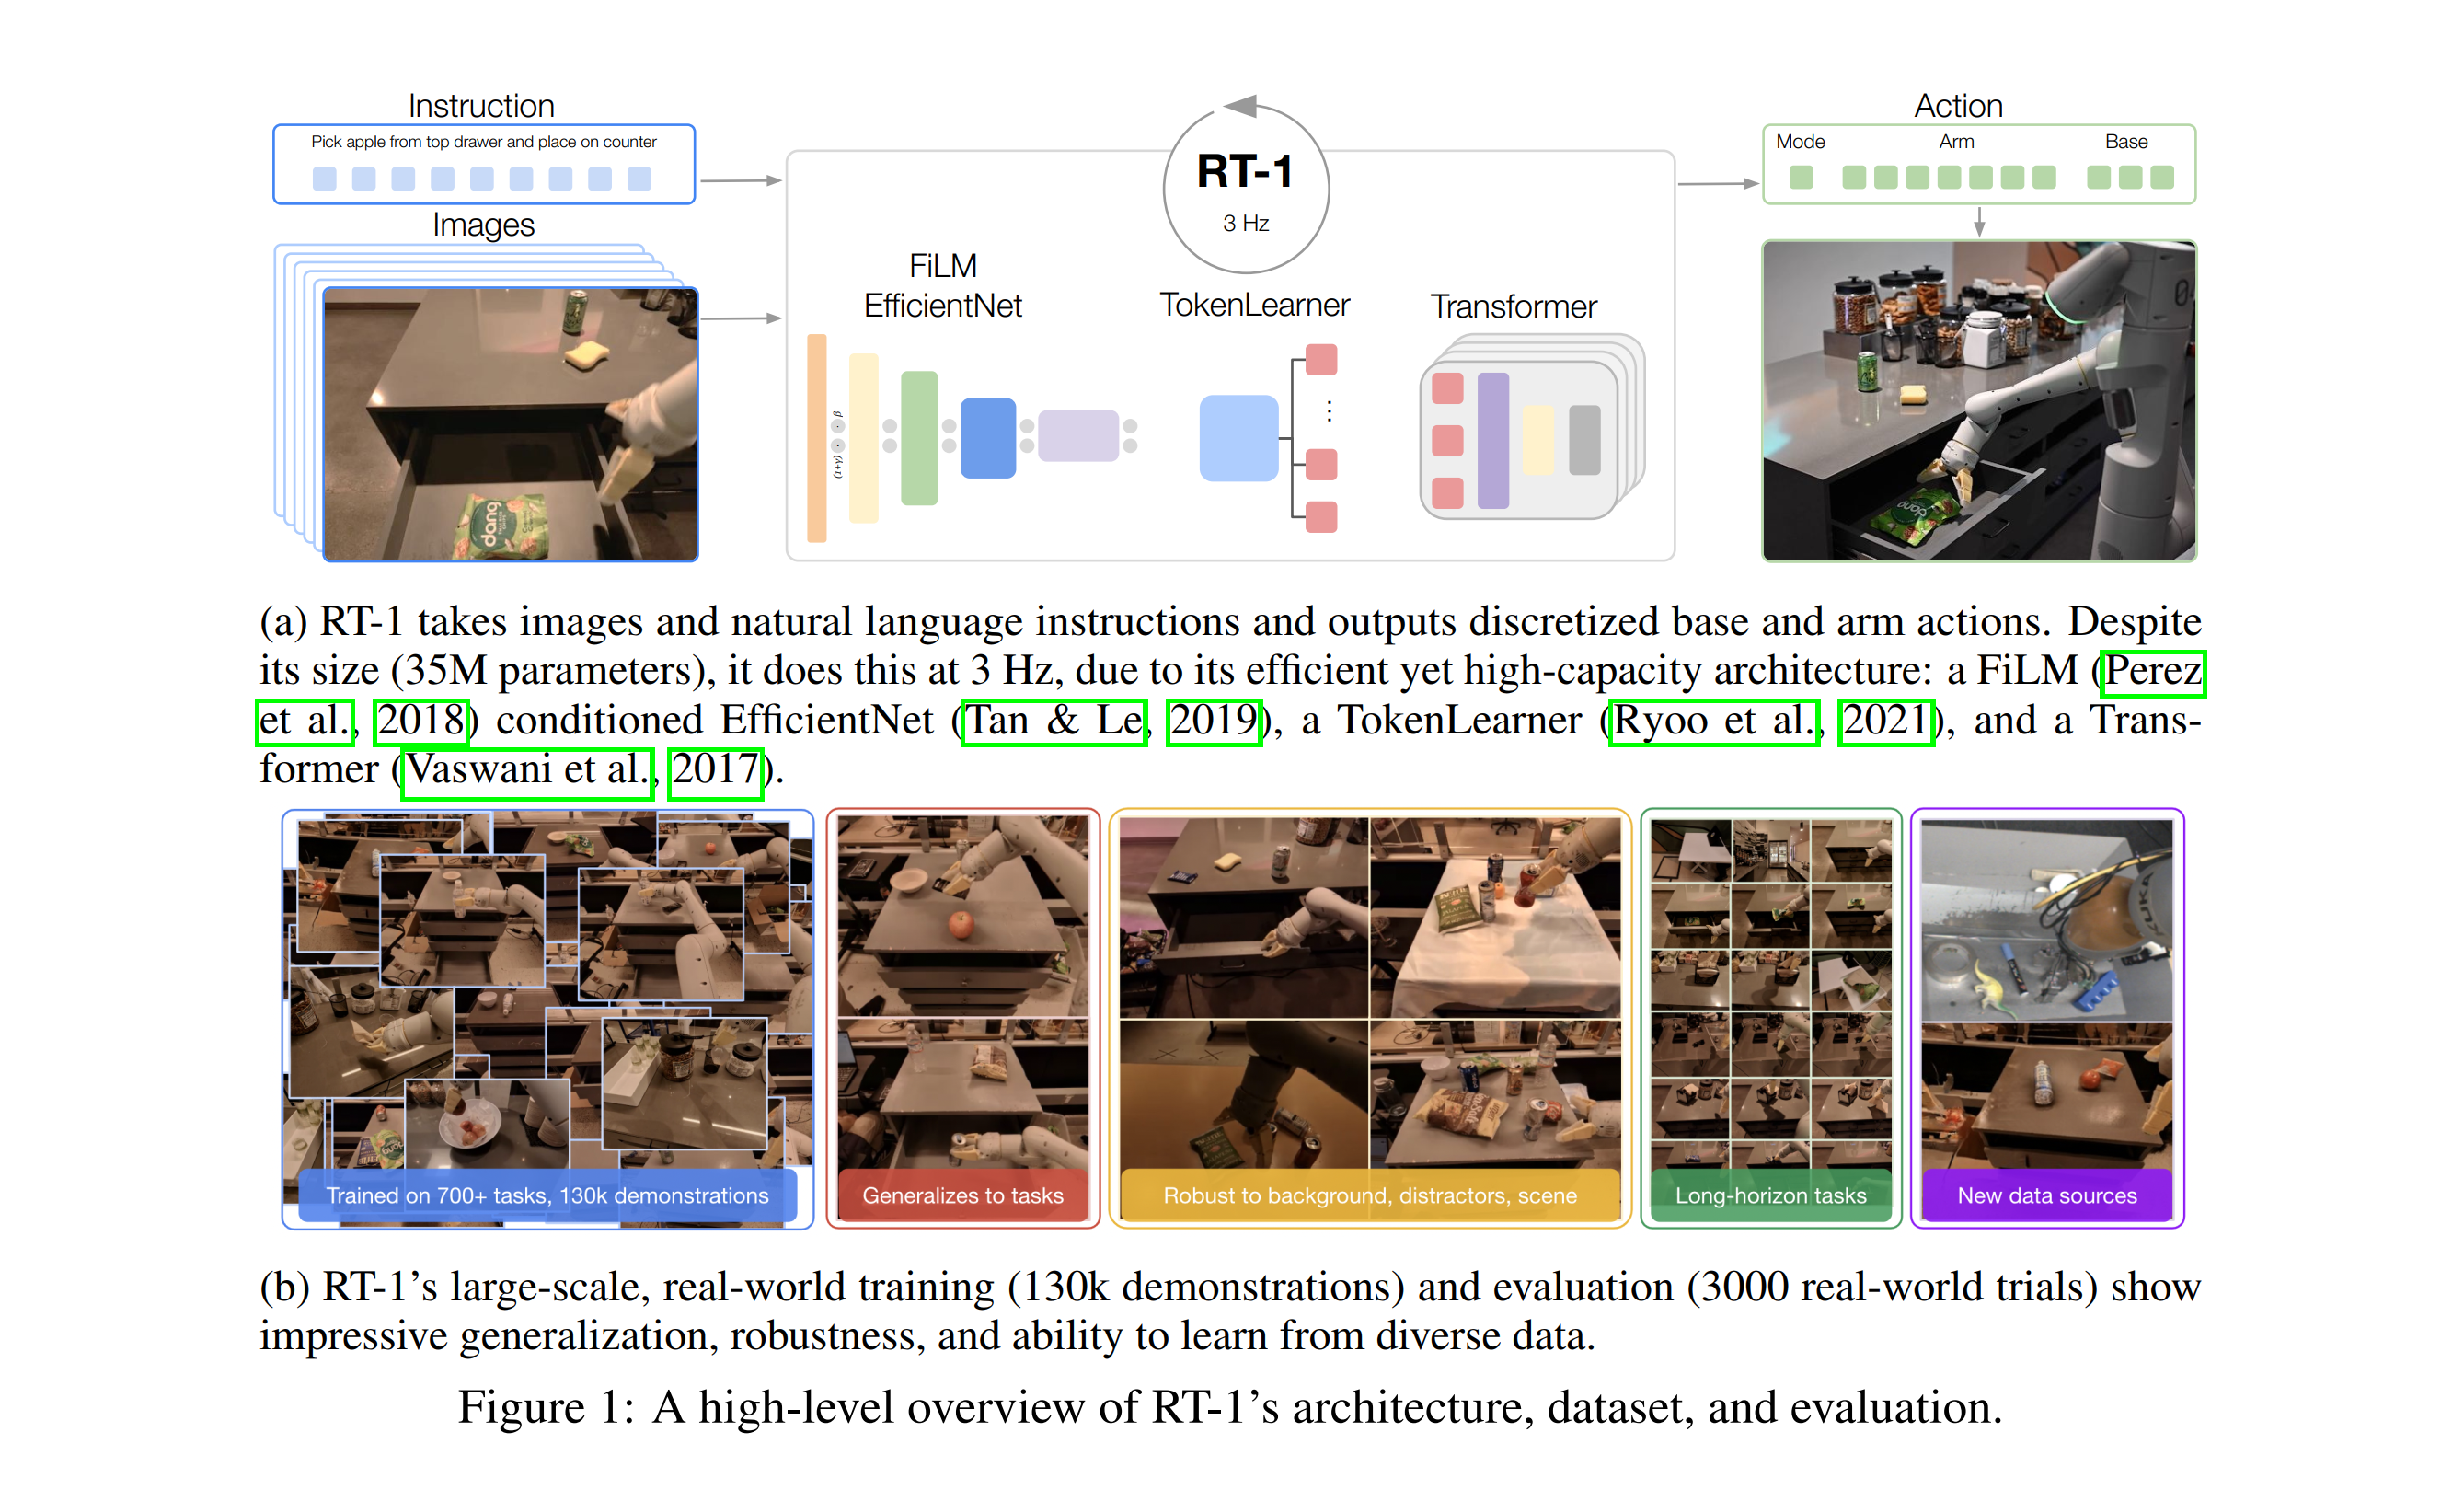 Instruction
Pick apple from top drawer and place on counter
Images
dang
RT-1
3 Hz
FiLM
EfficientNet
(1+γ) · · β
TokenLearner
Transformer
Action
Mode Arm Base
dang
(a) RT-1 takes images and natural language instructions and outputs discretized base and arm actions. Despite
its size (35M parameters), it does this at 3 Hz, due to its efficient yet high-capacity architecture: a FiLM (Perez
et al., 2018) conditioned EfficientNet (Tan & Le, 2019), a TokenLearner (Ryoo et al., 2021), and a Trans-
former (Vaswani et al., 2017).
Trained on 700+ tasks, 130k demonstrations
Generalizes to tasks
Robust to background, distractors, scene
Long-horizon tasks
KUKA
New data sources
(b) RT-1's large-scale, real-world training (130k demonstrations) and evaluation (3000 real-world trials) show
impressive generalization, robustness, and ability to learn from diverse data.
Figure 1: A high-level overview of RT-1's architecture, dataset, and evaluation.